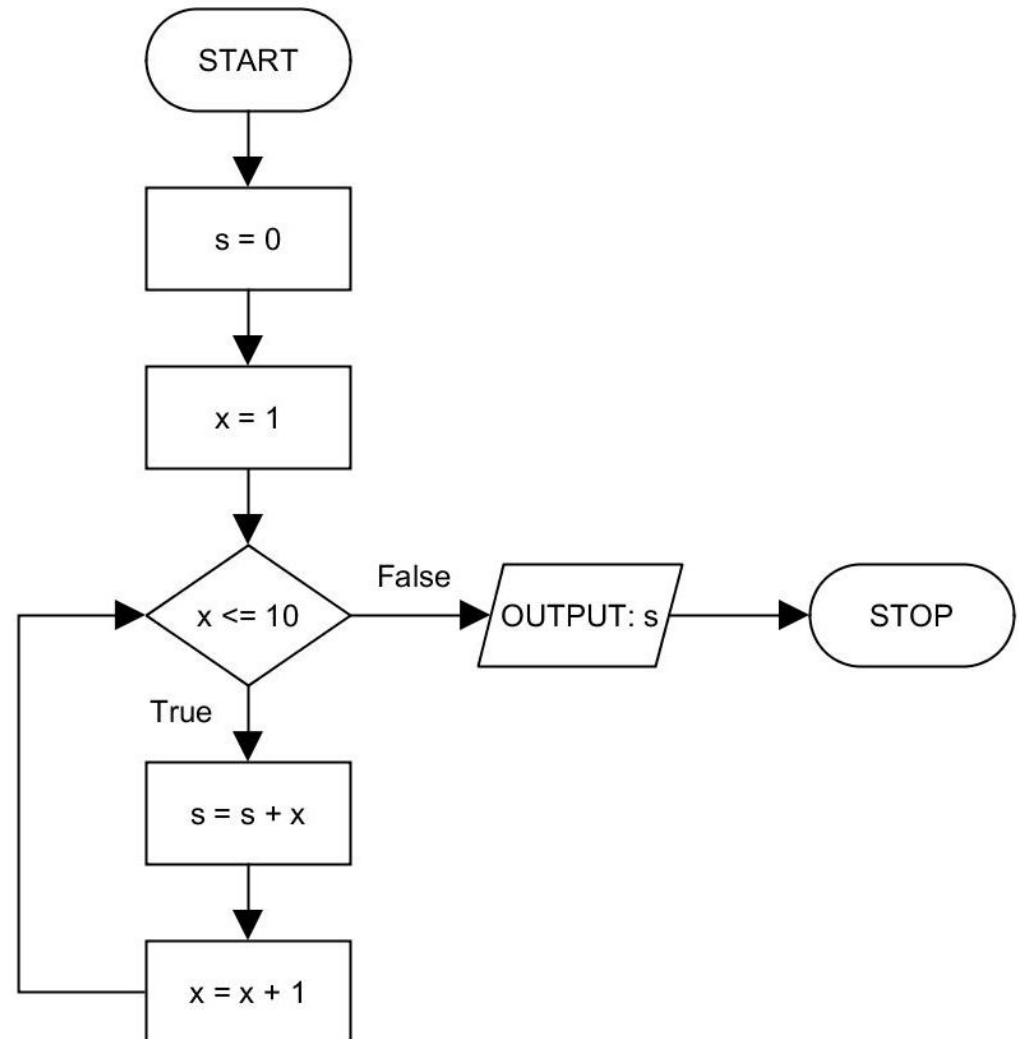 START
s = 0
x = 1
x <= 10
False
OUTPUT: s
STOP
True
s = s + x
x = x + 1